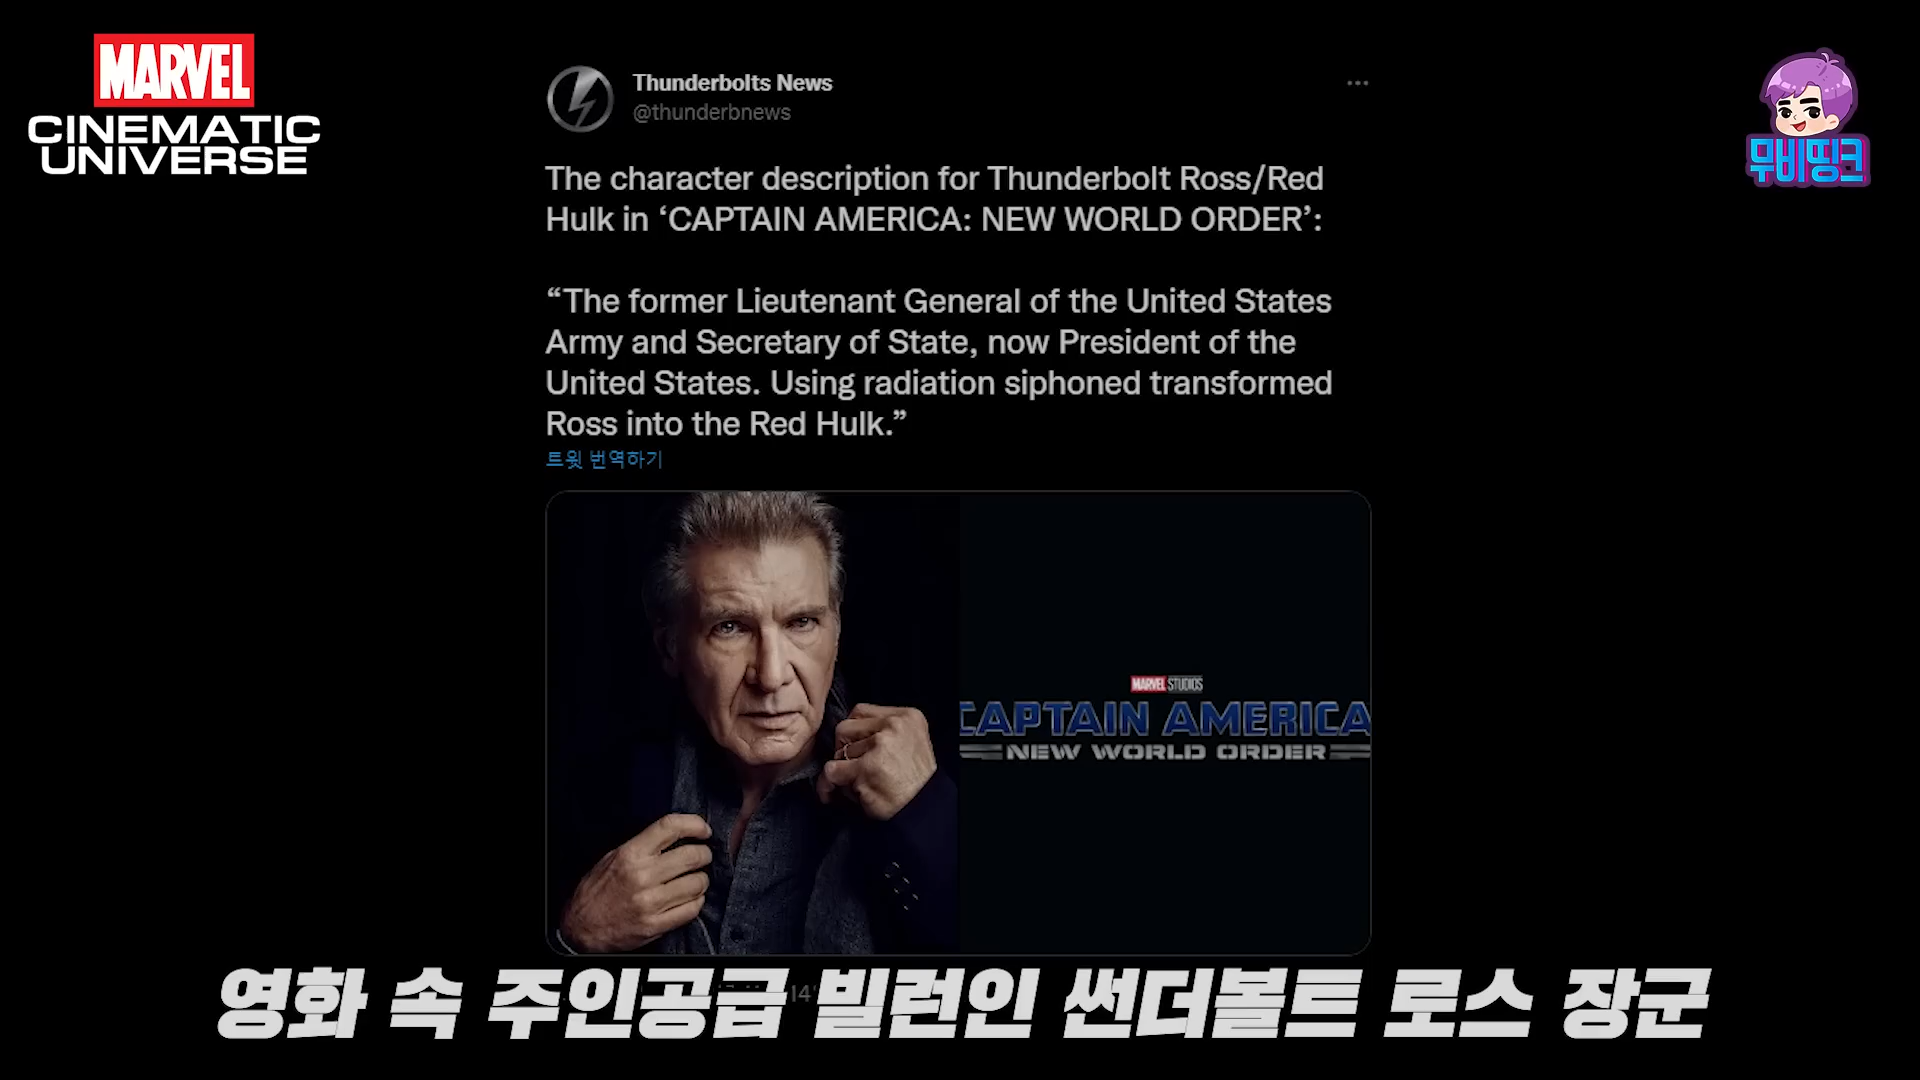 MARVEL
CINEMATIC
UNIVERSE
무비띵크
Thunderbolts News
@thunderbnews
The character description for Thunderbolt Ross/Red
Hulk in ‘CAPTAIN AMERICA: NEW WORLD ORDER’:
“The former Lieutenant General of the United States
Army and Secretary of State, now President of the
United States. Using radiation siphoned transformed
Ross into the Red Hulk.”
트윗 번역하기
MARVEL STUDIOS
CAPTAIN AMERICA
NEW WORLD ORDER
영화 속 주인공급 빌런인 썬더볼트 로스 장군